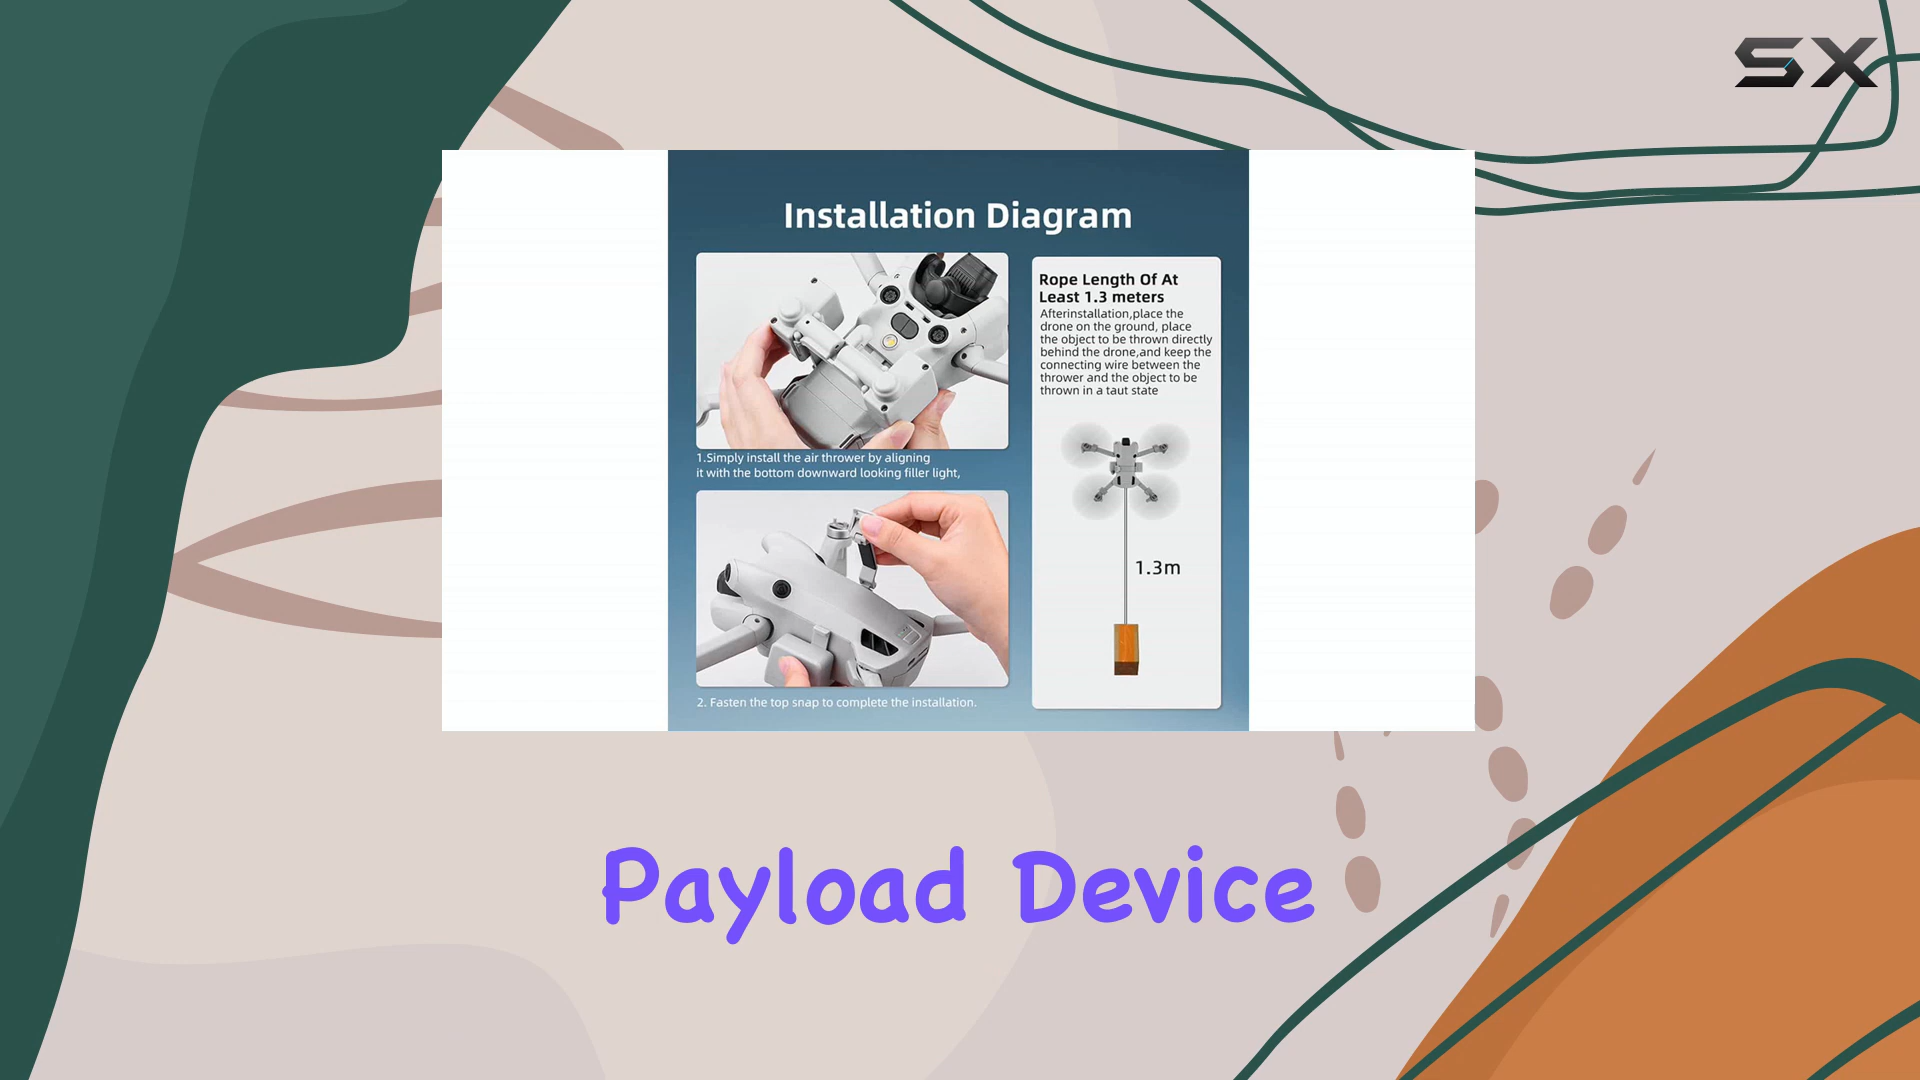 SX
Installation Diagram
1.Simply install the air thrower by aligning
it with the bottom downward looking filler light,
2. Fasten the top snap to complete the installation.
Rope Length Of At
Least 1.3 meters
Afterinstallation,place the
drone on the ground, place
the object to be thrown directly
behind the drone,and keep the
connecting wire between the
thrower and the object to be
thrown in a taut state
1.3m
Payload Device